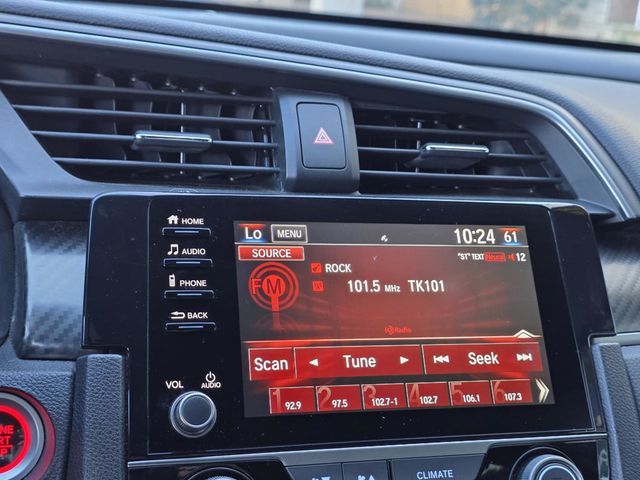 HOME
AUDIO
PHONE
BACK
VOL AUDIO
Lo MENU 10:24 61
SOURCE "ST" TEXT Neural 12
FM ROCK
101.5 MHz TK101
HD Radio
Scan Tune Seek
1 92.9 2 97.5 3 102.7-1 4 102.7 5 106.1 6 107.3
CLIMATE